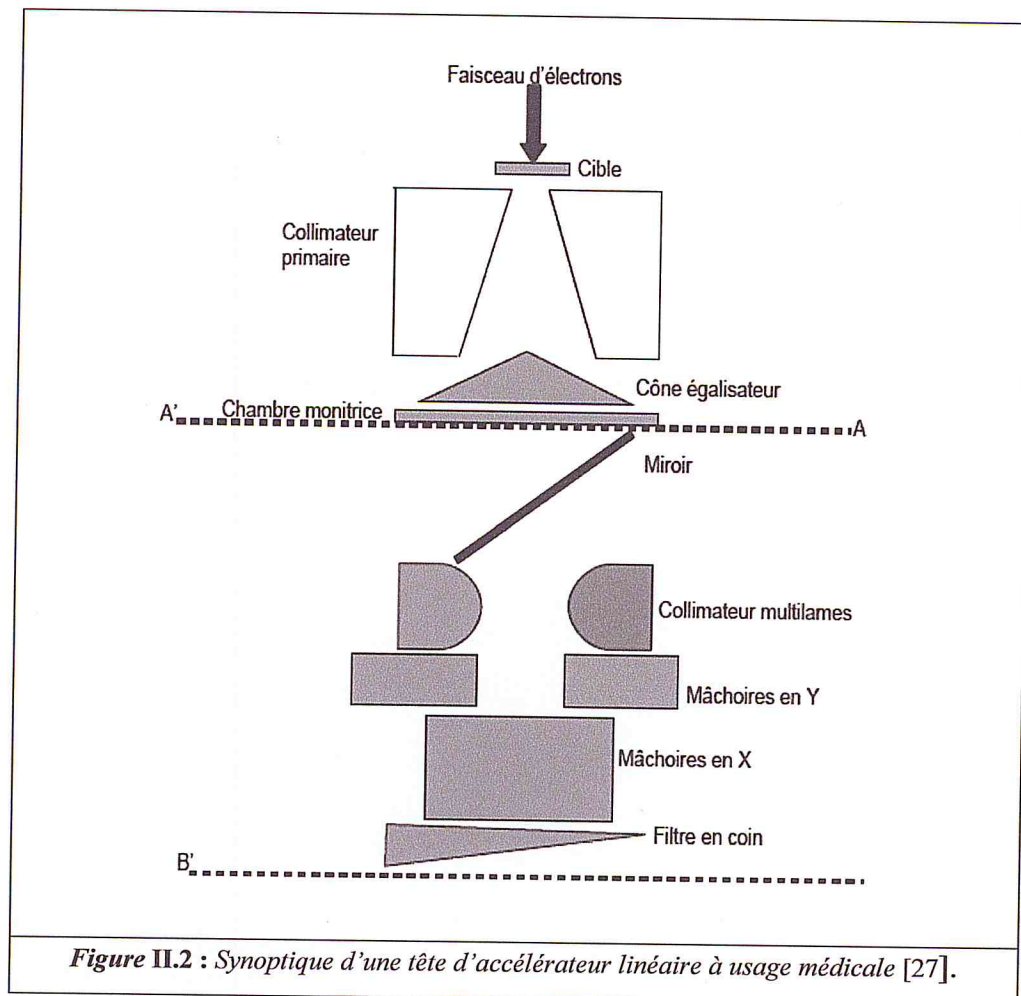 Faisceau d'électrons
Cible
Collimateur
primaire
Cône égalisateur
Chambre monitrice
A'
A
Miroir
Collimateur multilames
Mâchoires en Y
Mâchoires en X
Filtre en coin
B'
Figure II.2 : Synoptique d'une tête d'accélérateur linéaire à usage médicale [27].